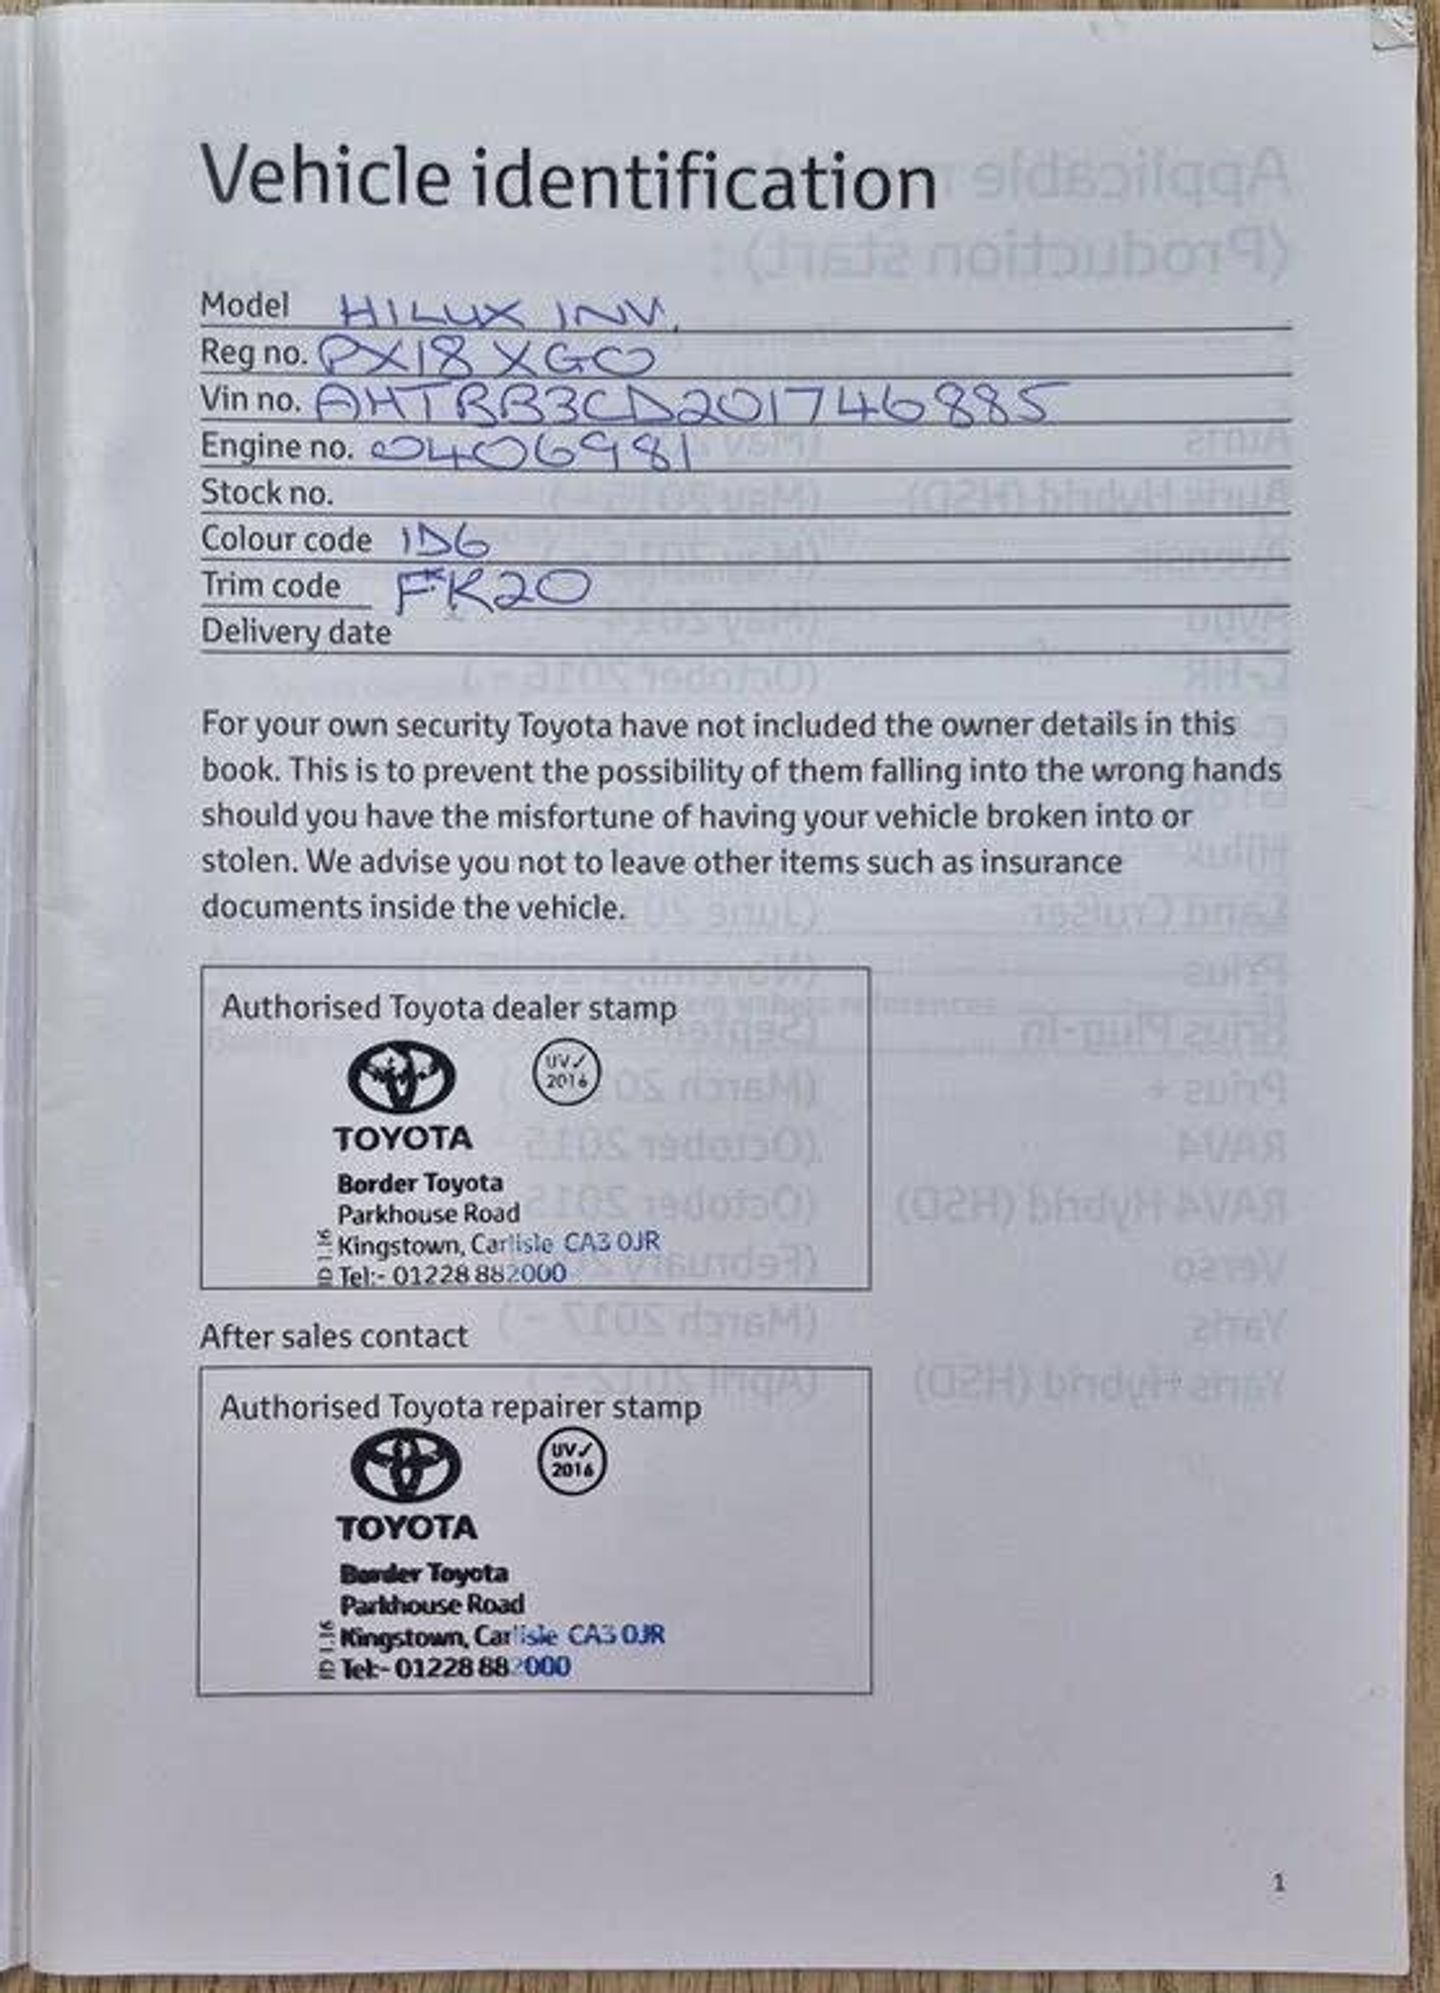 Vehicle identification
Model HILUX INV.
Reg no. PX18 XGO
Vin no. AHTBB3CD201746885
Engine no. 0406981
Stock no.
Colour code 1D6
Trim code FK20
Delivery date
For your own security Toyota have not included the owner details in this
book. This is to prevent the possibility of them falling into the wrong hands
should you have the misfortune of having your vehicle broken into or
stolen. We advise you not to leave other items such as insurance
documents inside the vehicle.
Authorised Toyota dealer stamp
UV✓
2016
TOYOTA
Border Toyota
Parkhouse Road
Kingstown, Carlisle CA3 0JR
Tel:- 01228 882000
ID 1.16
After sales contact
Authorised Toyota repairer stamp
UV✓
2016
TOYOTA
Border Toyota
Parkhouse Road
Kingstown, Carlisle CA3 0JR
Tel:- 01228 882000
ID 1.16
1